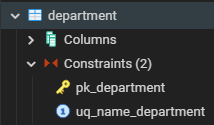 department
Columns
Constraints (2)
pk_department
uq_name_department